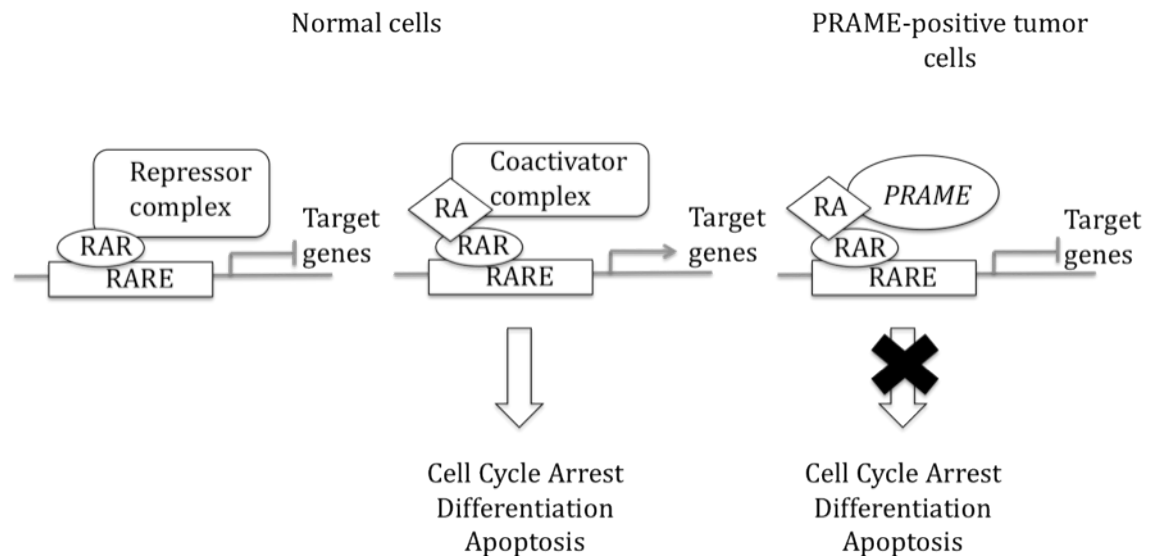 Normal cells
PRAME-positive tumor
cells
Repressor
complex
RAR
RARE
Target
genes
Coactivator
complex
RA
RAR
RARE
Target
genes
Cell Cycle Arrest
Differentiation
Apoptosis
PRAME
RA
RAR
RARE
Target
genes
Cell Cycle Arrest
Differentiation
Apoptosis